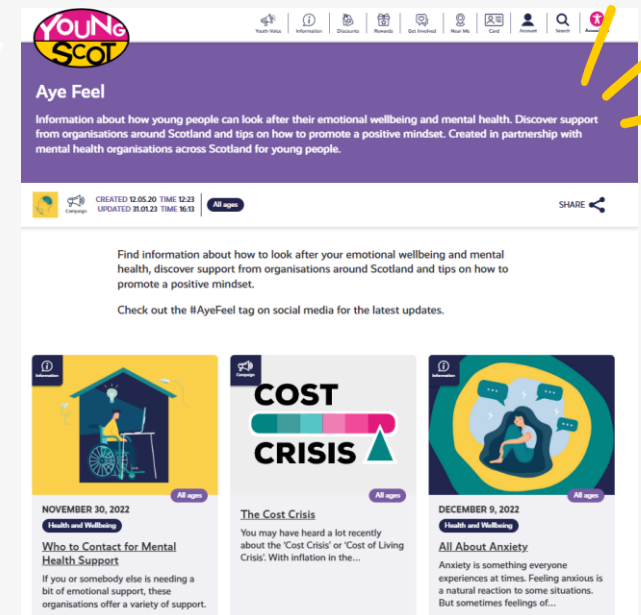 YOUNG
SCOT
Youth Voice Information Discounts Rewards Get Involved Near Me Card Account Search
Aye Feel
Information about how young people can look after their emotional wellbeing and mental health. Discover support
from organisations around Scotland and tips on how to promote a positive mindset. Created in partnership with
mental health organisations across Scotland for young people.
Campaign
CREATED 12.05.20 TIME 12:23
UPDATED 31.01.23 TIME 16:13
All ages
SHARE
Find information about how to look after your emotional wellbeing and mental
health, discover support from organisations around Scotland and tips on how to
promote a positive mindset.
Check out the #AyeFeel tag on social media for the latest updates.
Information
All ages
NOVEMBER 30, 2022
Health and Wellbeing
Who to Contact for Mental
Health Support
If you or somebody else is needing a
bit of emotional support, these
organisations offer a variety of support.
Campaign
COST
CRISIS
All ages
The Cost Crisis
You may have heard a lot recently
about the 'Cost Crisis' or 'Cost of Living
Crisis'. With inflation in the...
Information
All ages
DECEMBER 9, 2022
Health and Wellbeing
All About Anxiety
Anxiety is something everyone
experiences at times. Feeling anxious is
a natural reaction to some situations.
But sometimes feelings of...